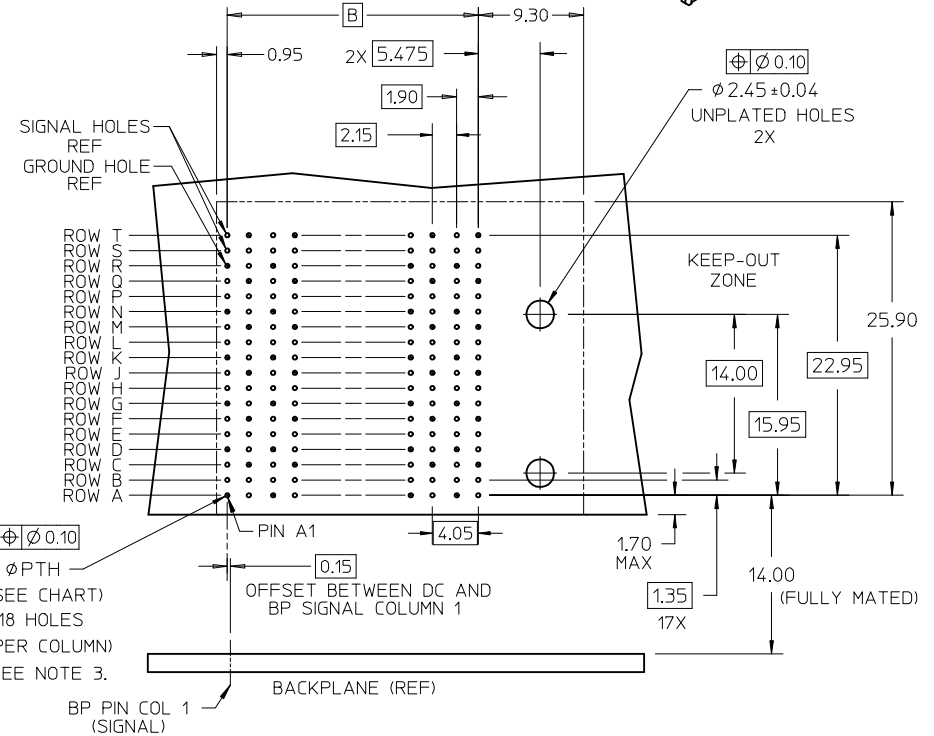 B
9.30
0.95
2X 5.475
⌖ Ø 0.10
Ø2.45±0.04
UNPLATED HOLES
2X
1.90
2.15
SIGNAL HOLES
REF
GROUND HOLE
REF
ROW T
ROW S
ROW R
ROW Q
ROW P
ROW N
ROW M
ROW L
ROW K
ROW J
ROW H
ROW G
ROW F
ROW E
ROW D
ROW C
ROW B
ROW A
KEEP-OUT
ZONE
25.90
22.95
14.00
15.95
PIN A1
4.05
1.70
MAX
⌖ Ø 0.10
ØPTH
SEE CHART)
18 HOLES
PER COLUMN)
EE NOTE 3.
0.15
OFFSET BETWEEN DC AND
BP SIGNAL COLUMN 1
1.35
17X
14.00
(FULLY MATED)
BACKPLANE (REF)
BP PIN COL 1
(SIGNAL)